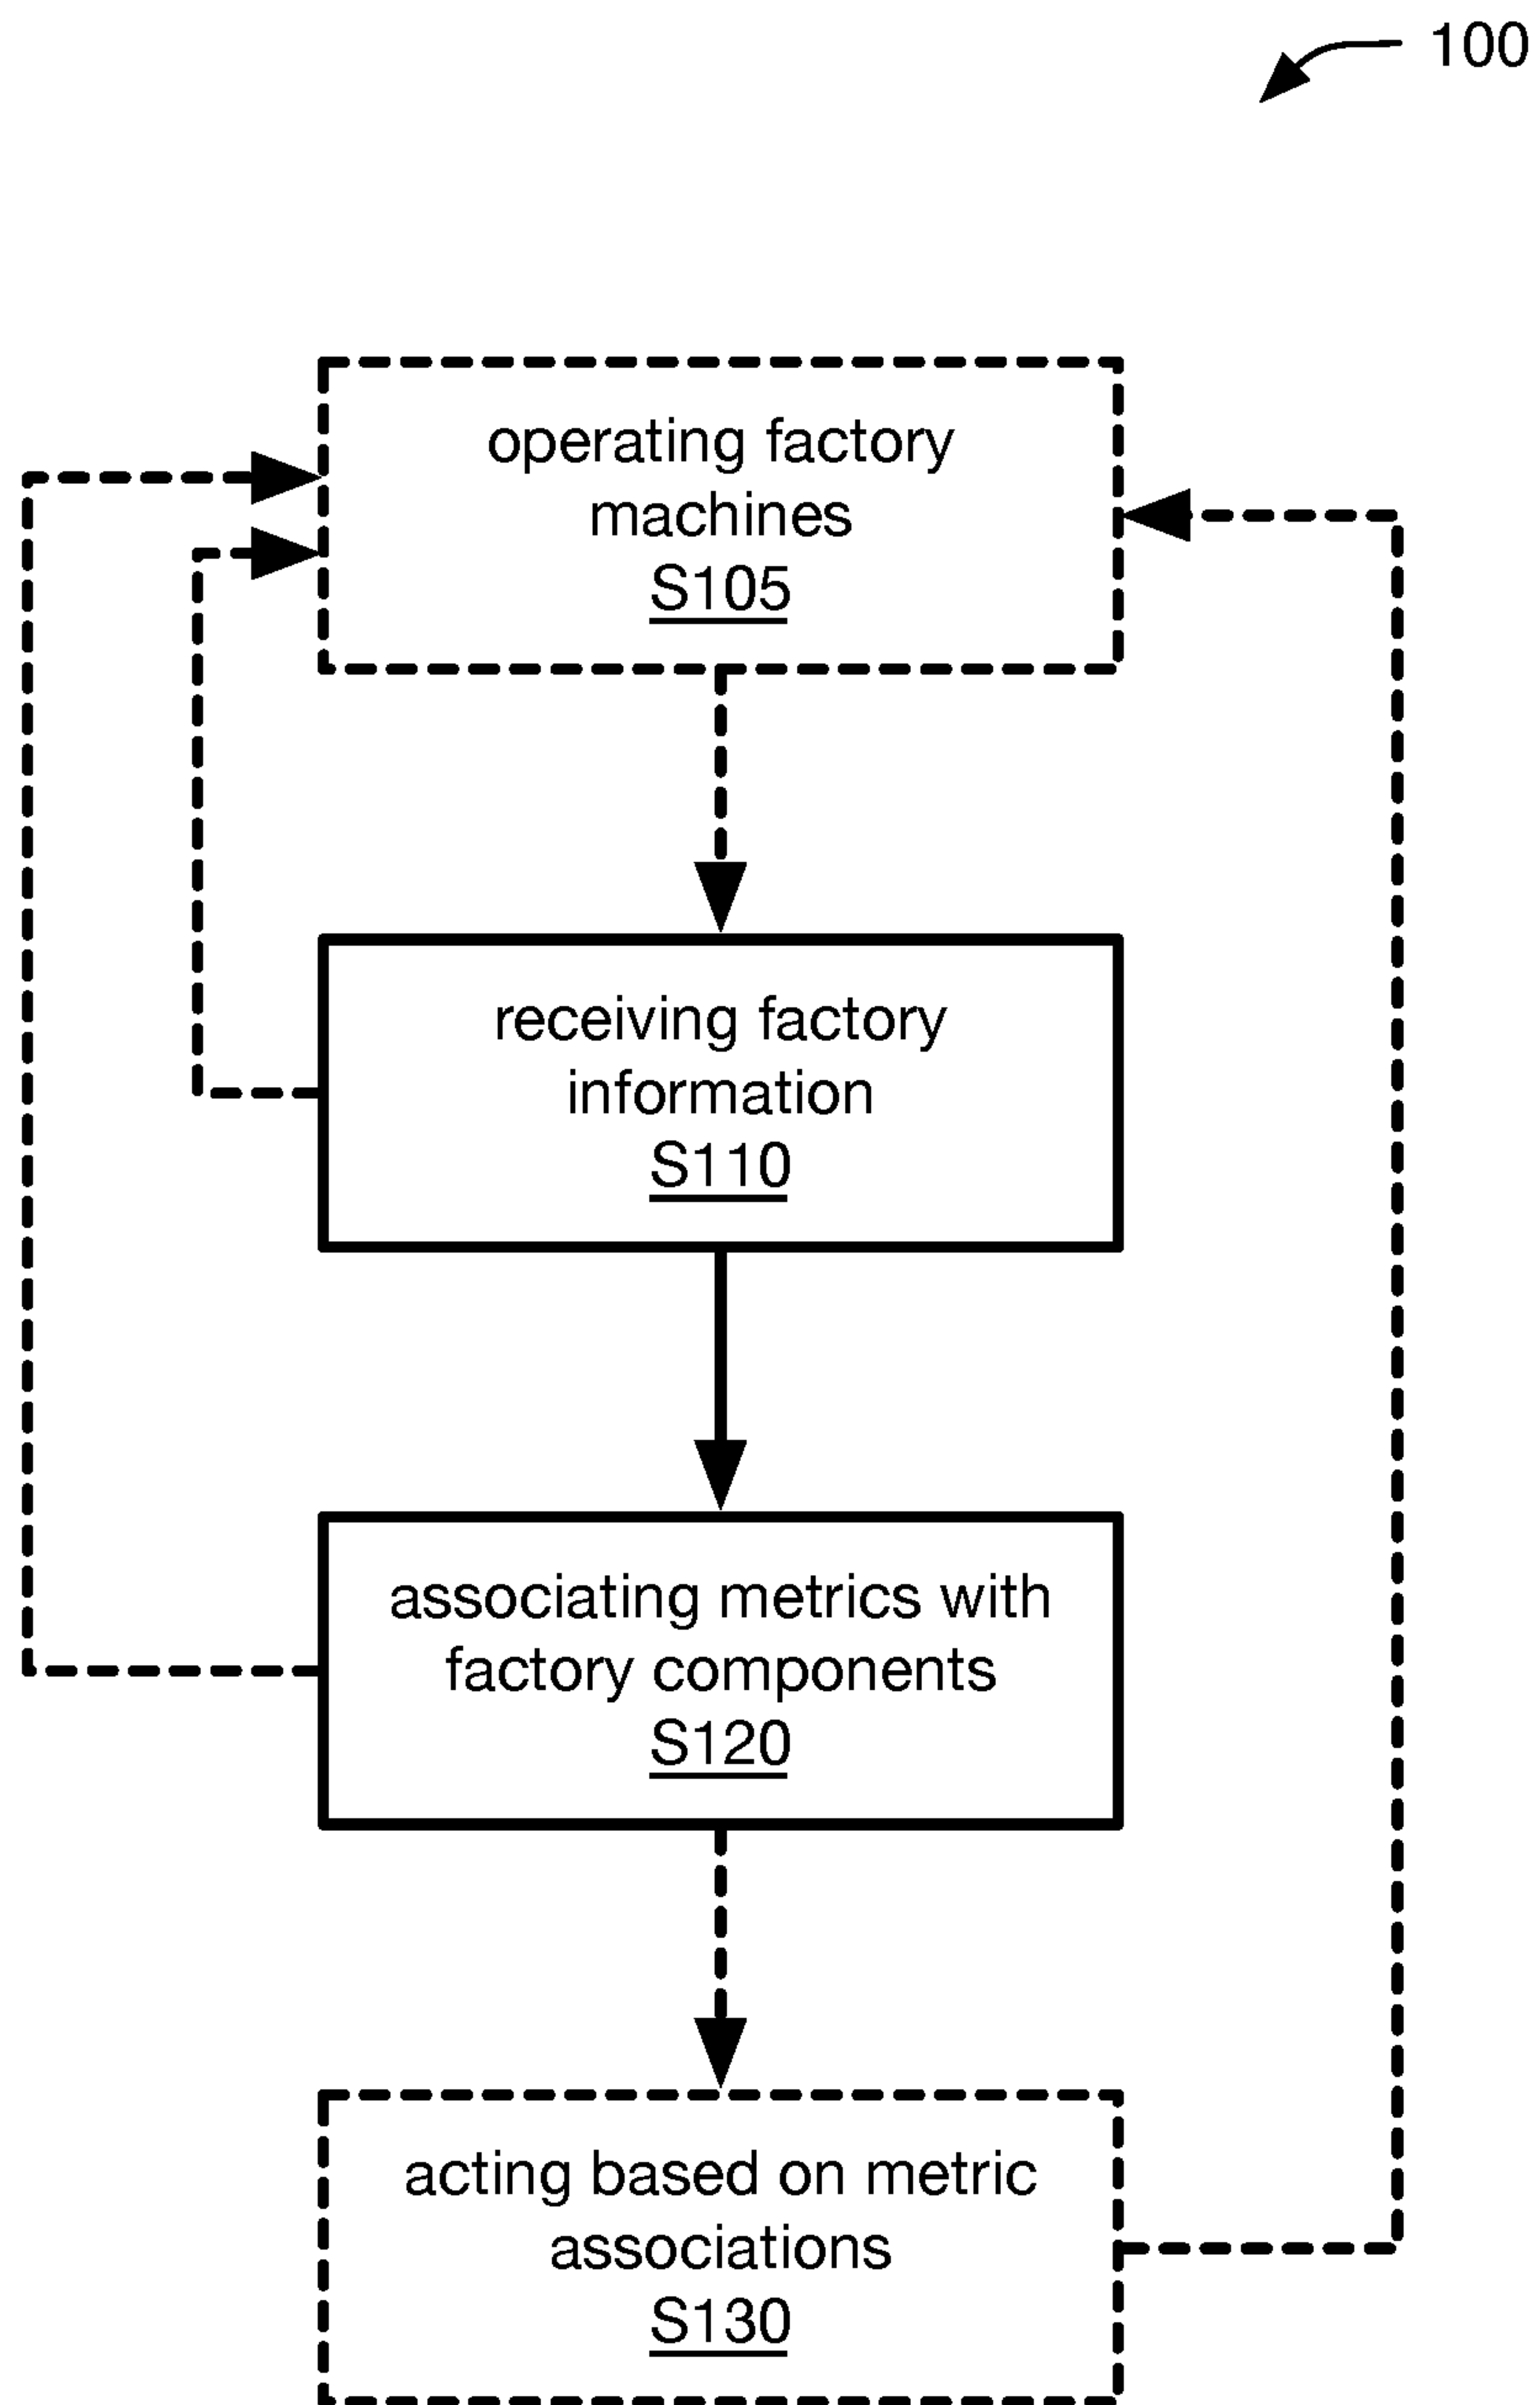 100
operating factory
machines
S105
receiving factory
information
S110
associating metrics with
factory components
S120
acting based on metric
associations
S130